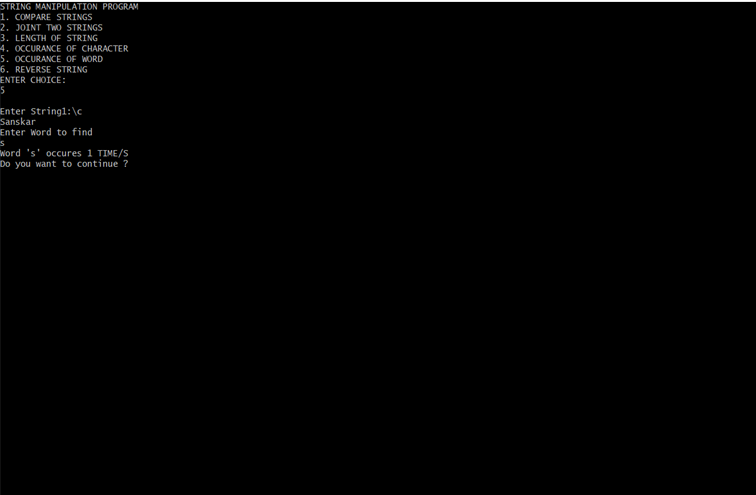 STRING MANIPULATION PROGRAM
1. COMPARE STRINGS
2. JOINT TWO STRINGS
3. LENGTH OF STRING
4. OCCURANCE OF CHARACTER
5. OCCURANCE OF WORD
6. REVERSE STRING
ENTER CHOICE:
5
Enter String1:\c
Sanskar
Enter Word to find
s
Word 's' occures 1 TIME/S
Do you want to continue ?